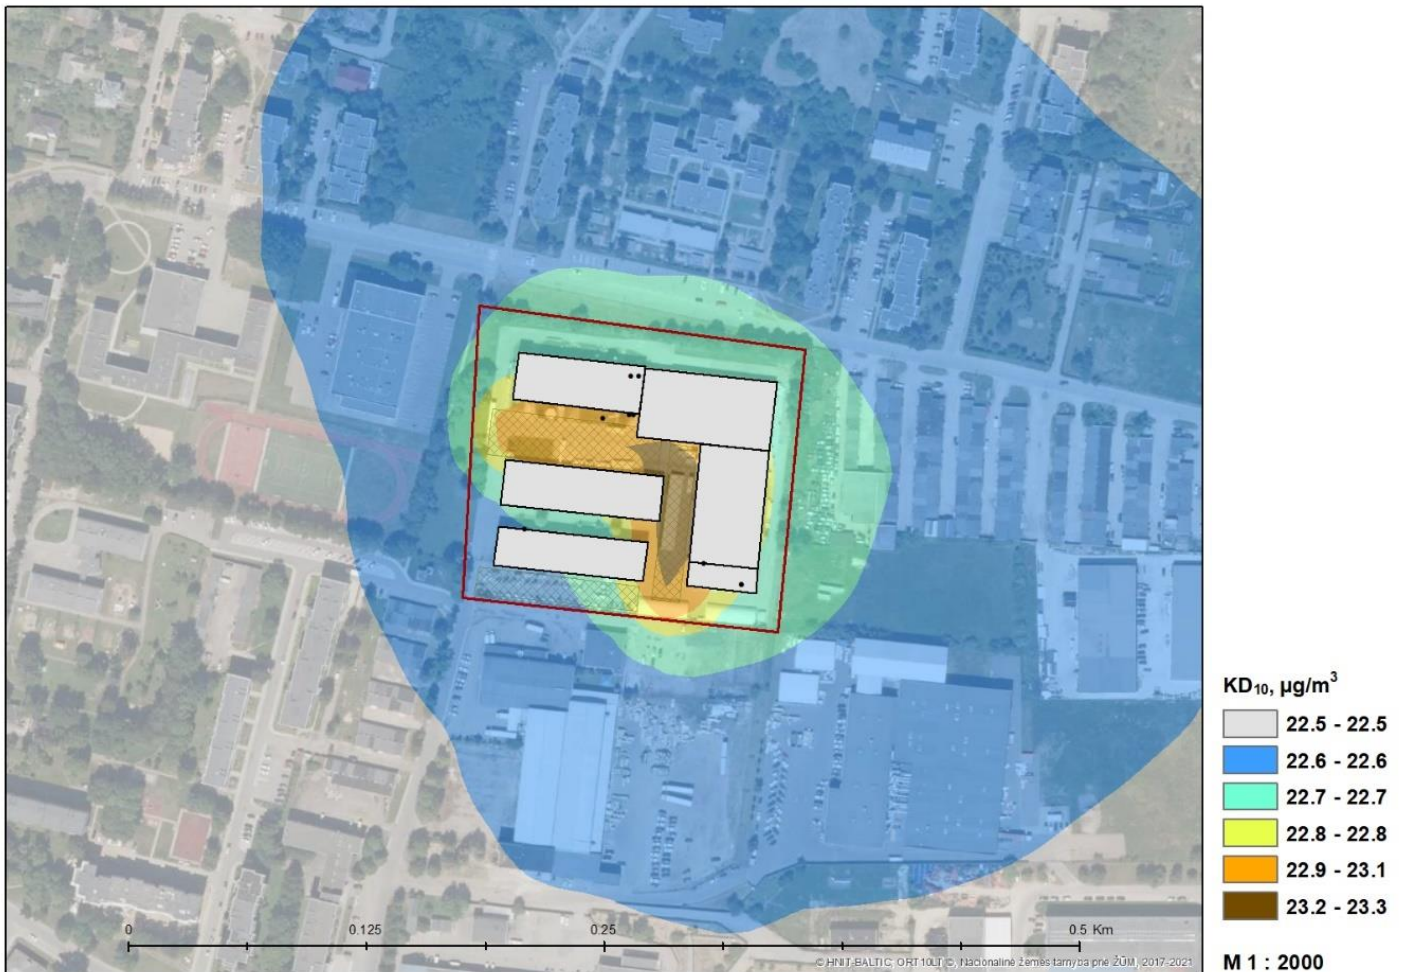 KD₁₀, µg/m³
22.5 - 22.5
22.6 - 22.6
22.7 - 22.7
22.8 - 22.8
22.9 - 23.1
23.2 - 23.3
0 0.125 0.25 0.5 Km
© HNIT-BALTIC, ORT10LT ©, Nacionalinė žemės tarnyba prie ŽŪM, 2017-2021
M 1 : 2000